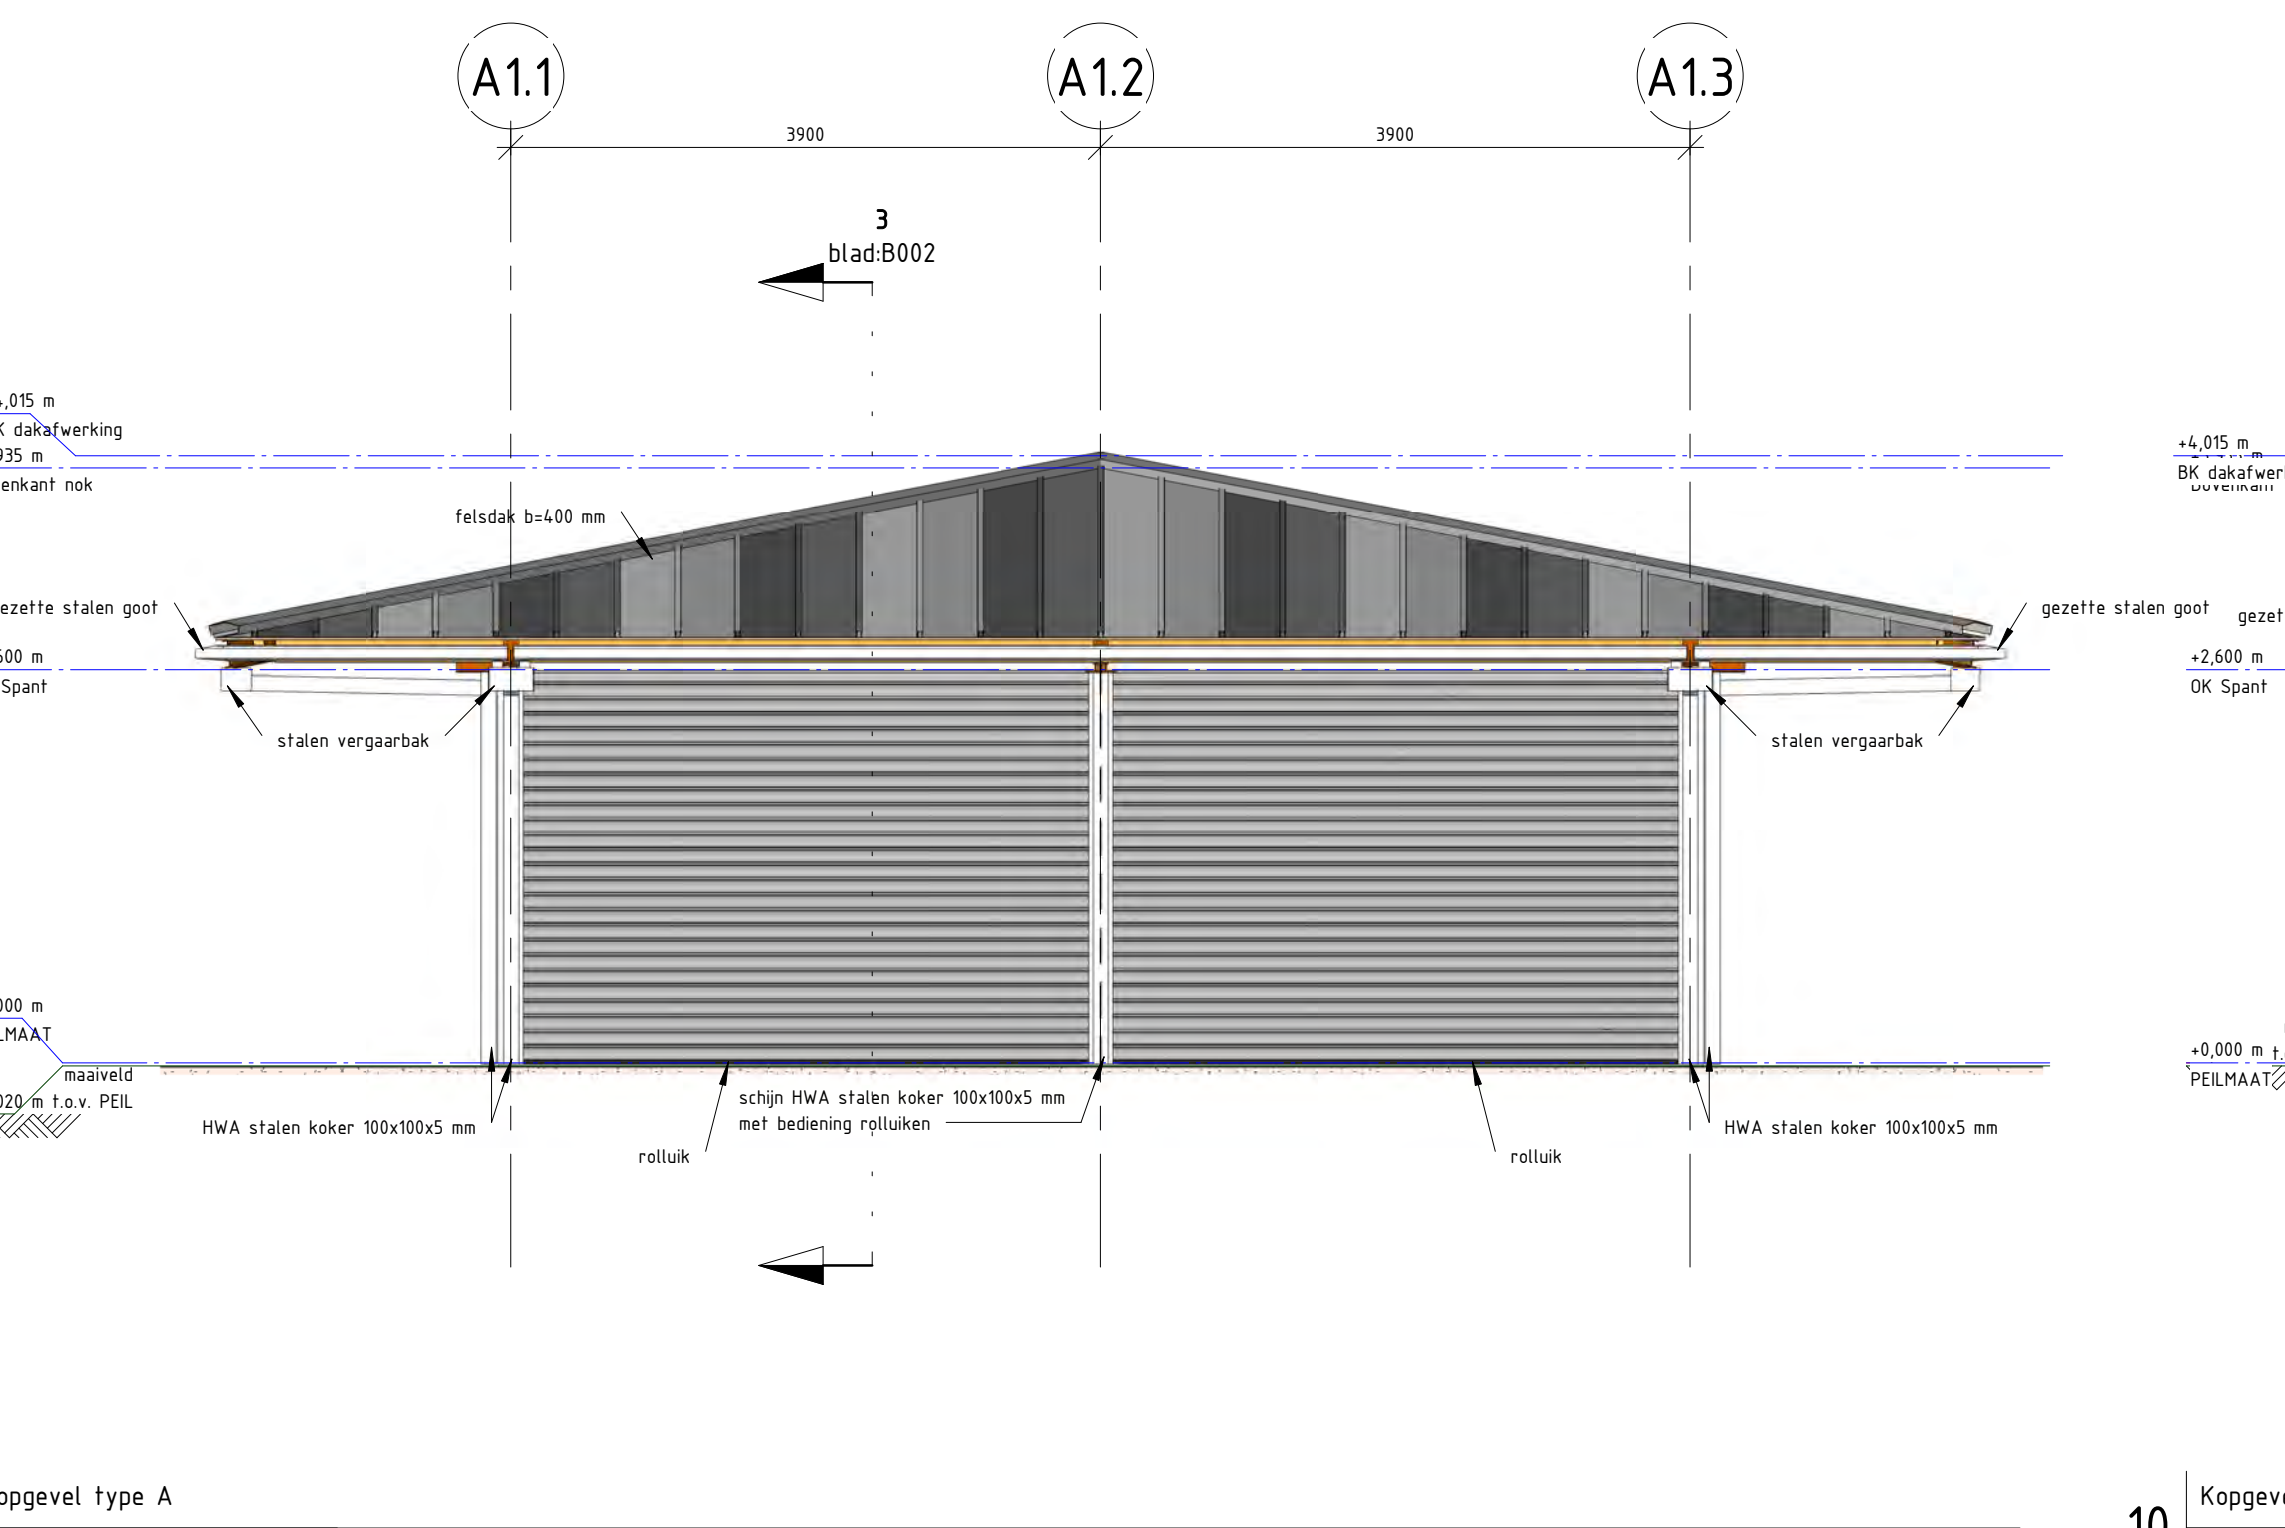 A1.1
A1.2
A1.3
3900
3900
3
blad:B002
,015 m
K dakafwerking
935 m
enkant nok
+4,015 m
BK dakafwer
felsdak b=400 mm
ezette stalen goot
gezette stalen goot
gezet
600 m
Spant
+2,600 m
OK Spant
stalen vergaarbak
stalen vergaarbak
000 m
LMAAT
maaiveld
020 m t.o.v. PEIL
+0,000 m
PEILMAAT
schijn HWA stalen koker 100x100x5 mm
met bediening rolluiken
HWA stalen koker 100x100x5 mm
HWA stalen koker 100x100x5 mm
rolluik
rolluik
opgevel type A
10
Kopgeve